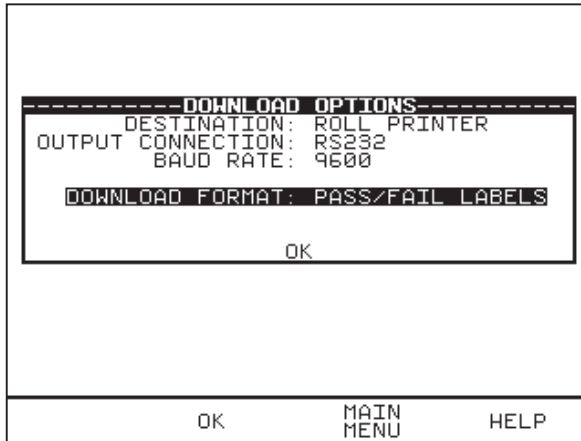 -----------DOWNLOAD OPTIONS-----------
DESTINATION: ROLL PRINTER
OUTPUT CONNECTION: RS232
BAUD RATE: 9600
DOWNLOAD FORMAT: PASS/FAIL LABELS
OK
OK MAIN MENU HELP